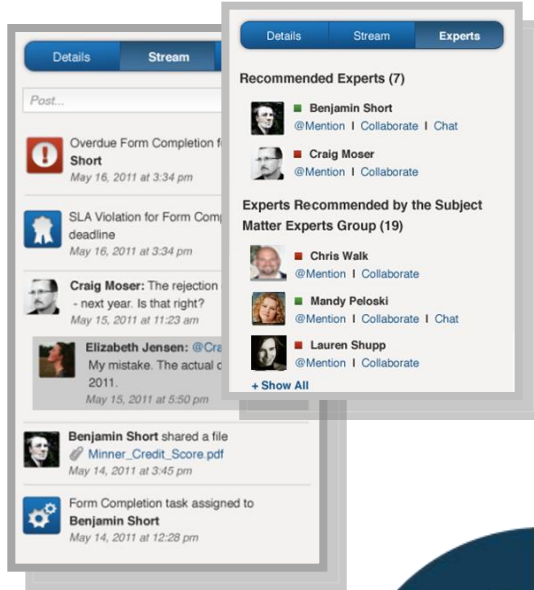 Details Stream
Post...
Overdue Form Completion f
Short
May 16, 2011 at 3:34 pm
SLA Violation for Form Comp
deadline
May 16, 2011 at 3:34 pm
Craig Moser: The rejection
- next year. Is that right?
May 15, 2011 at 11:23 am
Elizabeth Jensen: @Cra
My mistake. The actual
2011.
May 15, 2011 at 5:50 pm
Benjamin Short shared a file
Minner_Credit_Score.pdf
May 14, 2011 at 3:45 pm
Form Completion task assigned to
Benjamin Short
May 14, 2011 at 12:28 pm
Details Stream Experts
Recommended Experts (7)
Benjamin Short
@Mention I Collaborate I Chat
Craig Moser
@Mention I Collaborate
Experts Recommended by the Subject
Matter Experts Group (19)
Chris Walk
@Mention I Collaborate
Mandy Peloski
@Mention I Collaborate I Chat
Lauren Shupp
@Mention I Collaborate
+ Show All